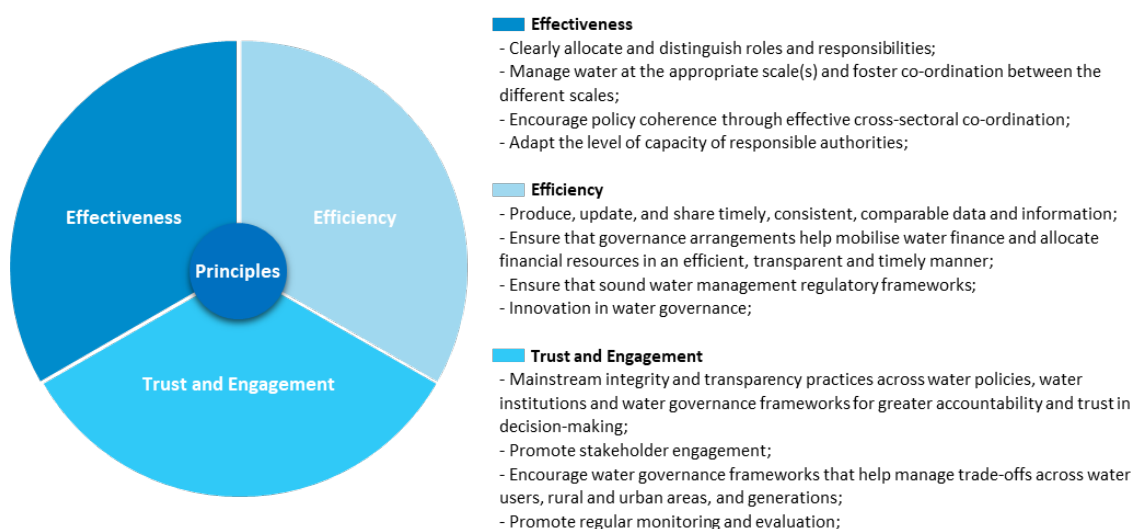 Effectiveness
Efficiency
Principles
Trust and Engagement
Effectiveness
- Clearly allocate and distinguish roles and responsibilities;
- Manage water at the appropriate scale(s) and foster co-ordination between the
different scales;
- Encourage policy coherence through effective cross-sectoral co-ordination;
- Adapt the level of capacity of responsible authorities;
Efficiency
- Produce, update, and share timely, consistent, comparable data and information;
- Ensure that governance arrangements help mobilise water finance and allocate
financial resources in an efficient, transparent and timely manner;
- Ensure that sound water management regulatory frameworks;
- Innovation in water governance;
Trust and Engagement
- Mainstream integrity and transparency practices across water policies, water
institutions and water governance frameworks for greater accountability and trust in
decision-making;
- Promote stakeholder engagement;
- Encourage water governance frameworks that help manage trade-offs across water
users, rural and urban areas, and generations;
- Promote regular monitoring and evaluation;